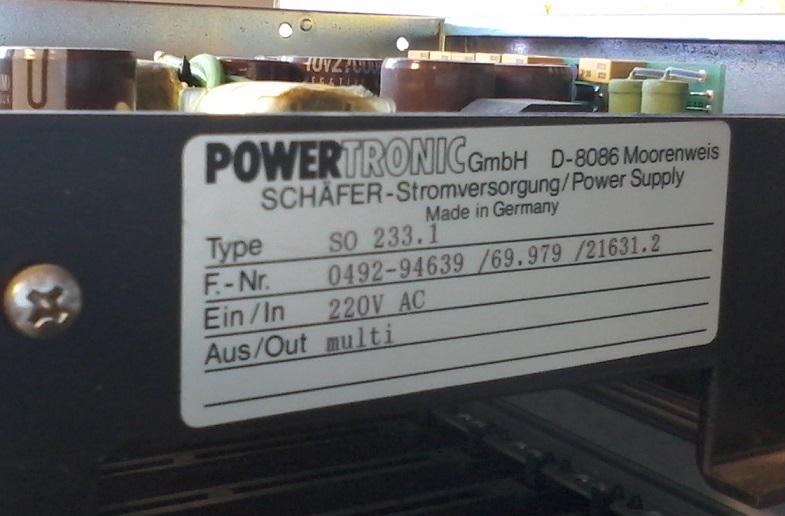 POWERTRONIC GmbH D-8086 Moorenweis
SCHÄFER-Stromversorgung/Power Supply
Made in Germany
Type SO 233.1
F.-Nr. 0492-94639 /69.979 /21631.2
Ein/In 220V AC
Aus/Out multi